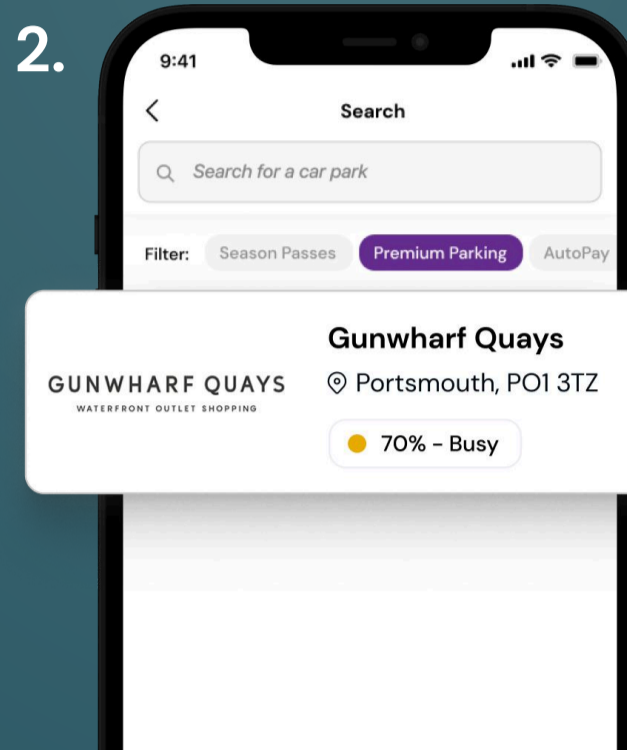 2.
9:41
Search
Search for a car park
Filter: Season Passes Premium Parking AutoPay
GUNWHARF QUAYS
WATERFRONT OUTLET SHOPPING
Gunwharf Quays
Portsmouth, PO1 3TZ
70% - Busy